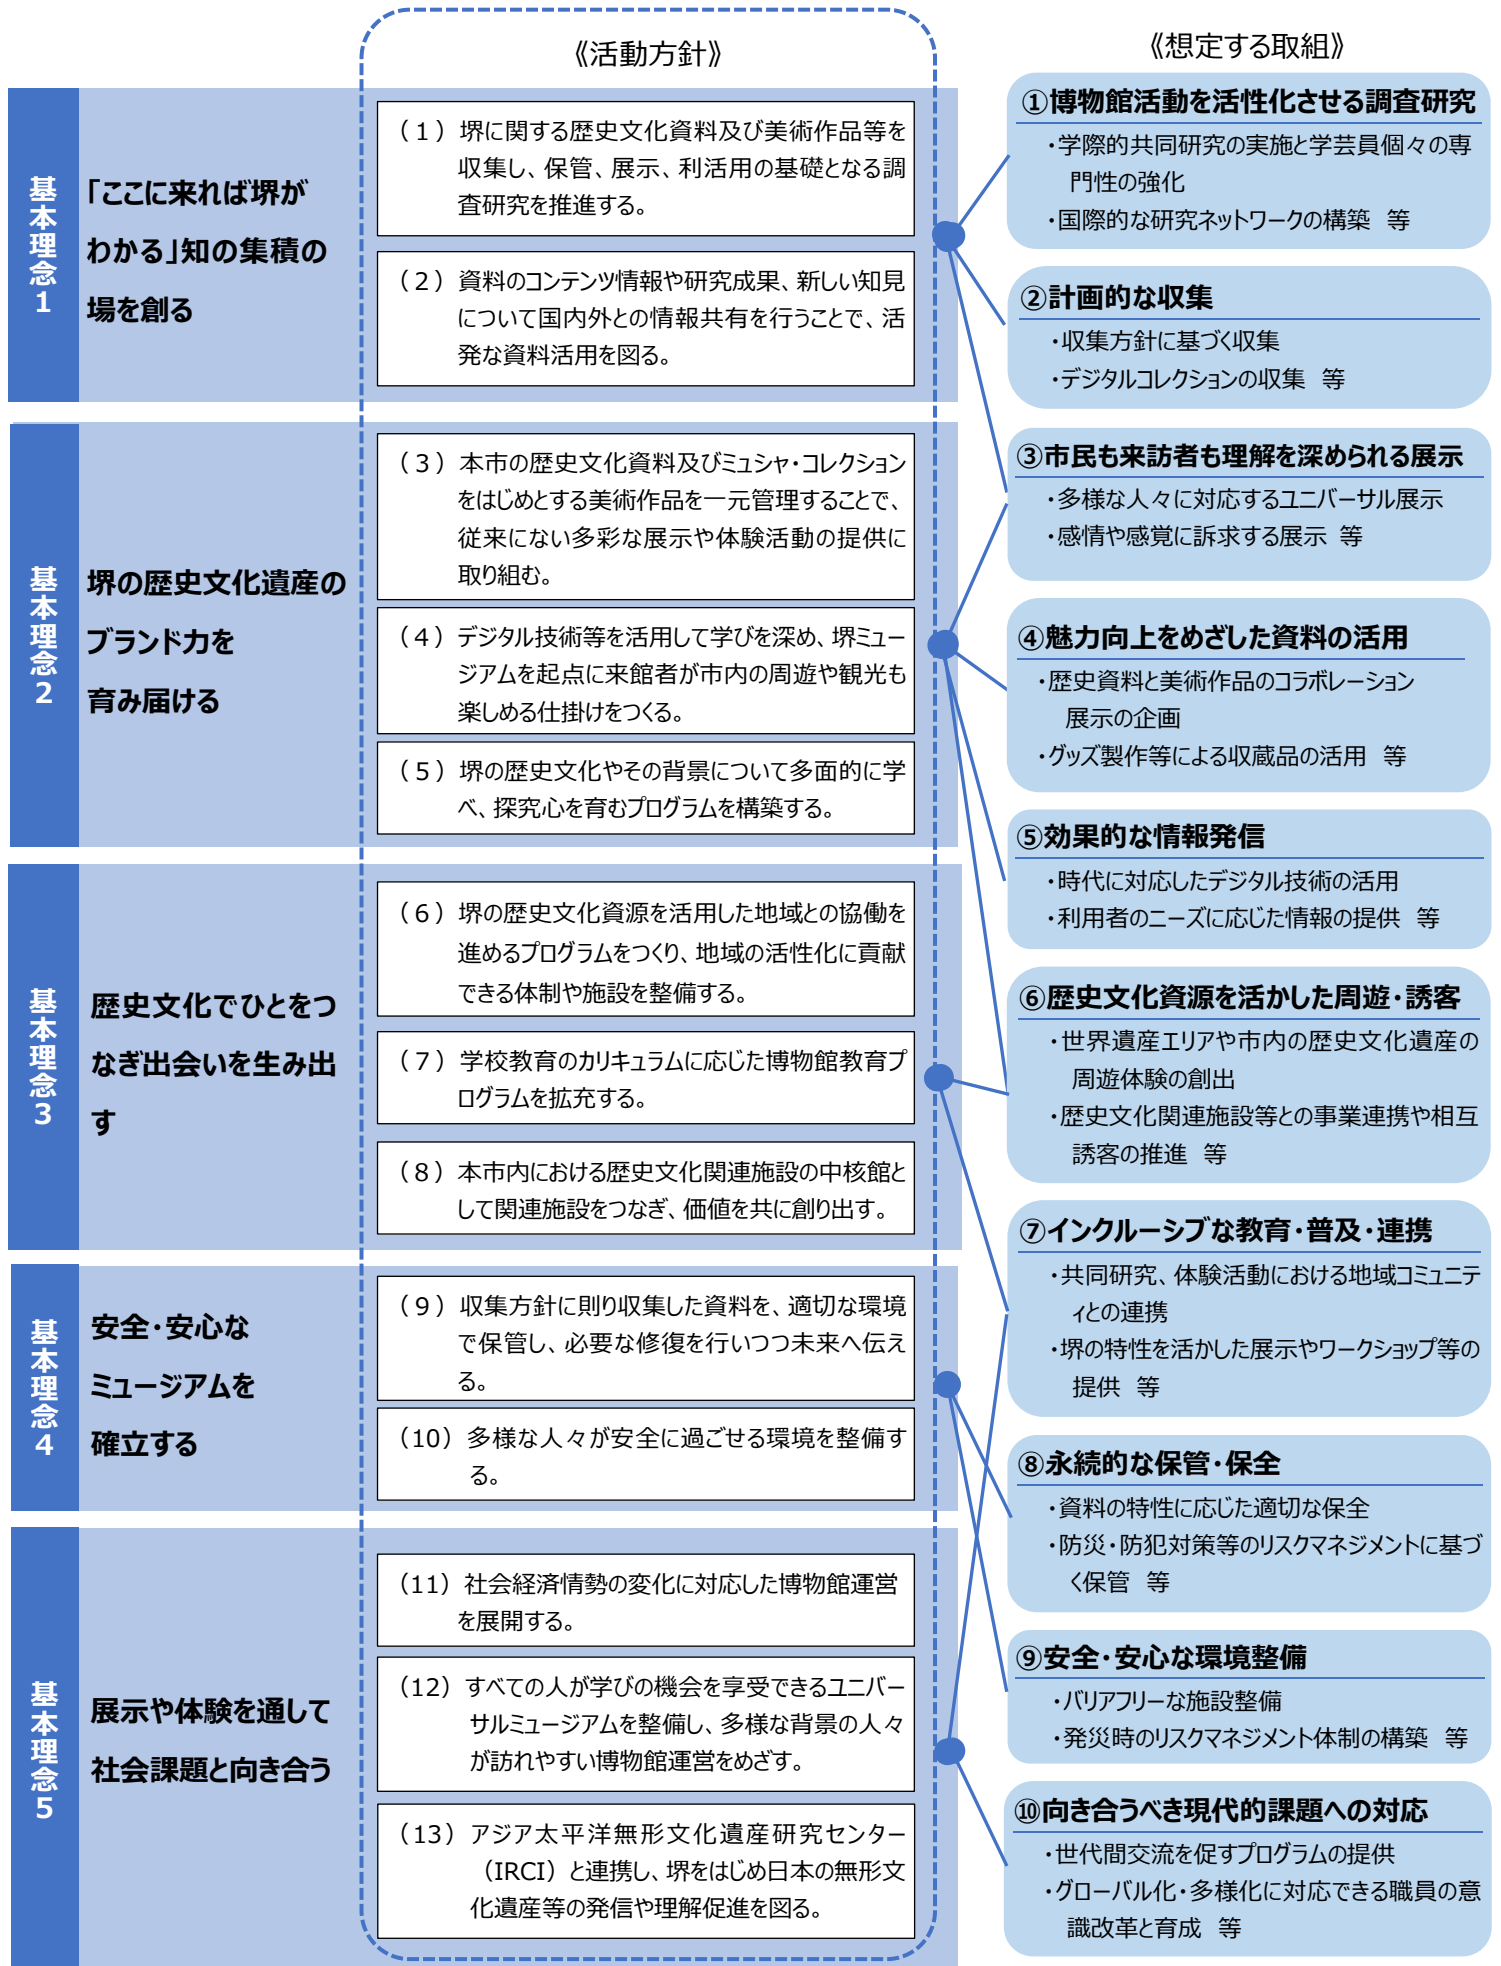 《活動方針》
《想定する取組》
基本理念1
「ここに来れば堺が
わかる」知の集積の
場を創る
（１）堺に関する歴史文化資料及び美術作品等を
収集し、保管、展示、利活用の基礎となる調
査研究を推進する。
（２）資料のコンテンツ情報や研究成果、新しい知見
について国内外との情報共有を行うことで、活
発な資料活用を図る。
基本理念2
堺の歴史文化遺産の
ブランド力を
育み届ける
（３）本市の歴史文化資料及びミュシャ・コレクション
をはじめとする美術作品を一元管理することで、
従来にない多彩な展示や体験活動の提供に
取り組む。
（４）デジタル技術等を活用して学びを深め、堺ミュー
ジアムを起点に来館者が市内の周遊や観光も
楽しめる仕掛けをつくる。
（５）堺の歴史文化やその背景について多面的に学
べ、探究心を育むプログラムを構築する。
基本理念3
歴史文化でひとをつ
なぎ出会いを生み出
す
（６）堺の歴史文化資源を活用した地域との協働を
進めるプログラムをつくり、地域の活性化に貢献
できる体制や施設を整備する。
（７）学校教育のカリキュラムに応じた博物館教育プ
ログラムを拡充する。
（８）本市内における歴史文化関連施設の中核館と
して関連施設をつなぎ、価値を共に創り出す。
基本理念4
安全・安心な
ミュージアムを
確立する
（９）収集方針に則り収集した資料を、適切な環境
で保管し、必要な修復を行いつつ未来へ伝え
る。
（10）多様な人々が安全に過ごせる環境を整備す
る。
基本理念5
展示や体験を通して
社会課題と向き合う
（11）社会経済情勢の変化に対応した博物館運営
を展開する。
（12）すべての人が学びの機会を享受できるユニバー
サルミュージアムを整備し、多様な背景の人々
が訪れやすい博物館運営をめざす。
（13）アジア太平洋無形文化遺産研究センター
（IRCI）と連携し、堺をはじめ日本の無形文
化遺産等の発信や理解促進を図る。
①博物館活動を活性化させる調査研究
・学際的共同研究の実施と学芸員個々の専
門性の強化
・国際的な研究ネットワークの構築　等
②計画的な収集
・収集方針に基づく収集
・デジタルコレクションの収集　等
③市民も来訪者も理解を深められる展示
・多様な人々に対応するユニバーサル展示
・感情や感覚に訴求する展示　等
④魅力向上をめざした資料の活用
・歴史資料と美術作品のコラボレーション
展示の企画
・グッズ製作等による収蔵品の活用　等
⑤効果的な情報発信
・時代に対応したデジタル技術の活用
・利用者のニーズに応じた情報の提供　等
⑥歴史文化資源を活かした周遊・誘客
・世界遺産エリアや市内の歴史文化遺産の
周遊体験の創出
・歴史文化関連施設等との事業連携や相互
誘客の推進　等
⑦インクルーシブな教育・普及・連携
・共同研究、体験活動における地域コミュニテ
ィとの連携
・堺の特性を活かした展示やワークショップ等の
提供　等
⑧永続的な保管・保全
・資料の特性に応じた適切な保全
・防災・防犯対策等のリスクマネジメントに基づ
く保管　等
⑨安全・安心な環境整備
・バリアフリーな施設整備
・発災時のリスクマネジメント体制の構築　等
⑩向き合うべき現代的課題への対応
・世代間交流を促すプログラムの提供
・グローバル化・多様化に対応できる職員の意
識改革と育成　等